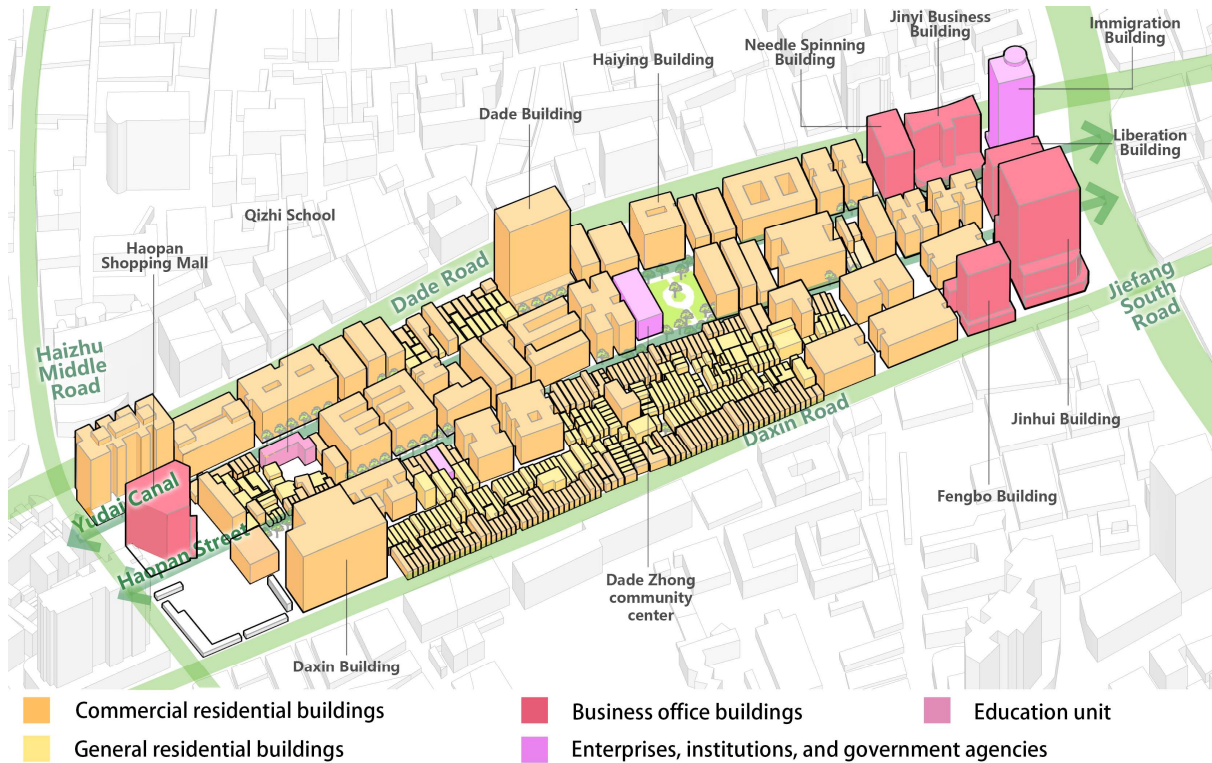 Jinyi Business
Building
Immigration
Building
Needle Spinning
Building
Haiying Building
Dade Building
Liberation
Building
Qizhi School
Haopan
Shopping Mall
Dade Road
Jiefang
South
Road
Haizhu
Middle
Road
Daxin Road
Jinhui Building
Yudai Canal
Fengbo Building
Haopan Street
Dade Zhong
community
center
Daxin Building
Commercial residential buildings
Business office buildings
Education unit
General residential buildings
Enterprises, institutions, and government agencies